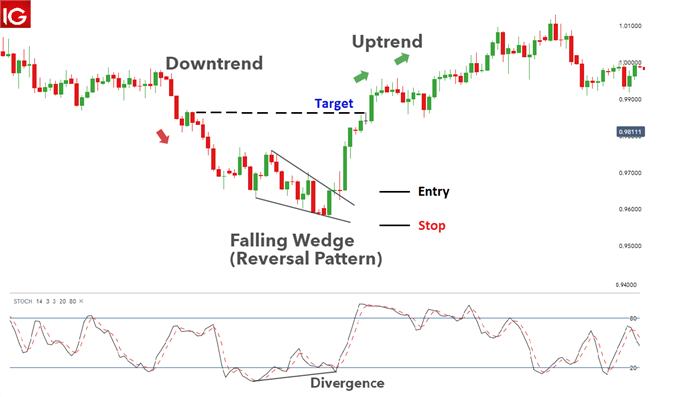 IG
Downtrend
Uptrend
Target
Entry
Stop
Falling Wedge
(Reversal Pattern)
1.01000
1.00000
0.99000
0.98111
0.97000
0.96000
0.95000
0.94000
STOCH 14 3 3 20 80 ×
80
20
Divergence